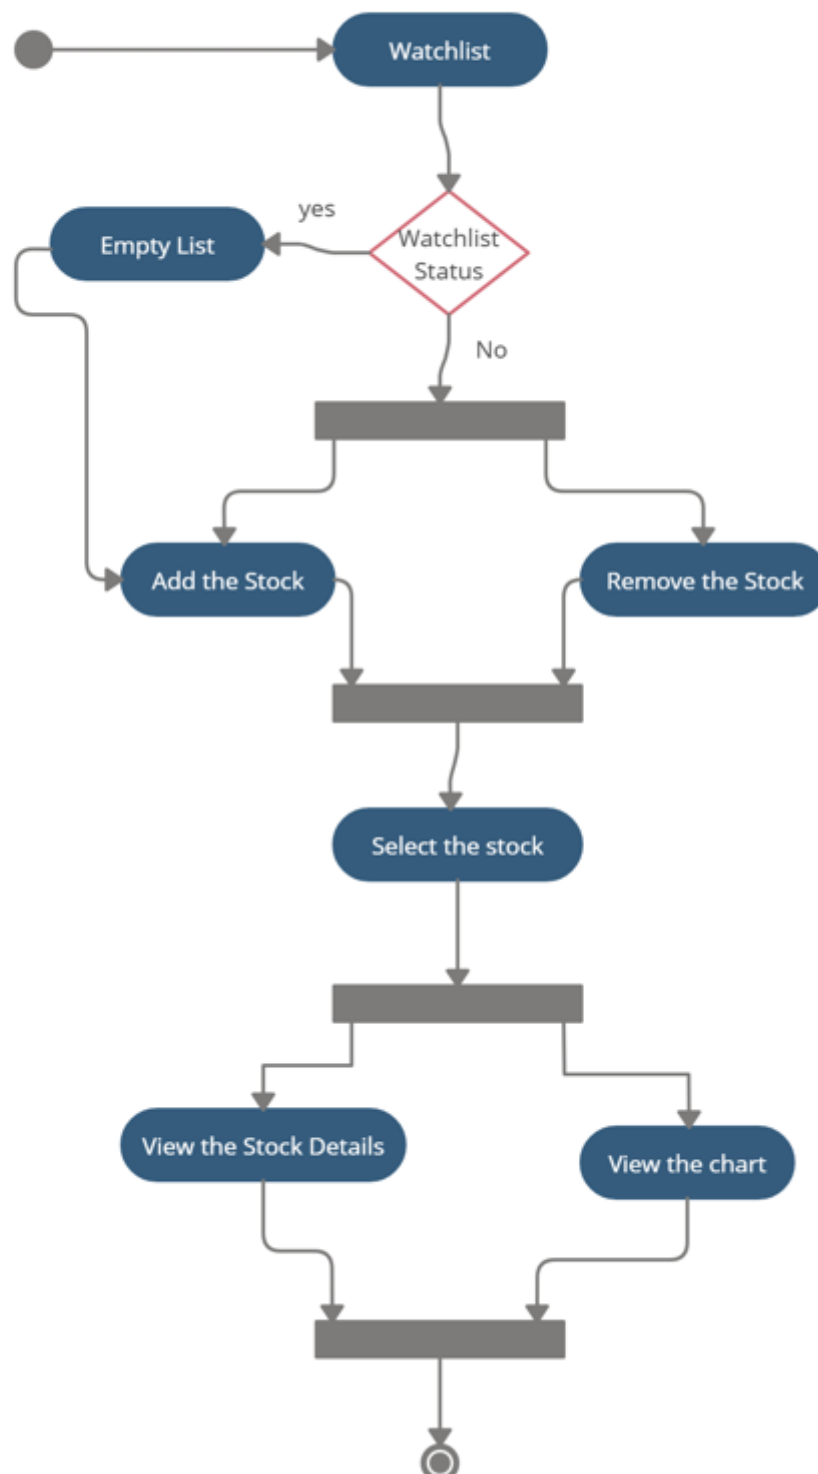 Watchlist
yes
Empty List
Watchlist
Status
No
Add the Stock
Remove the Stock
Select the stock
View the Stock Details
View the chart